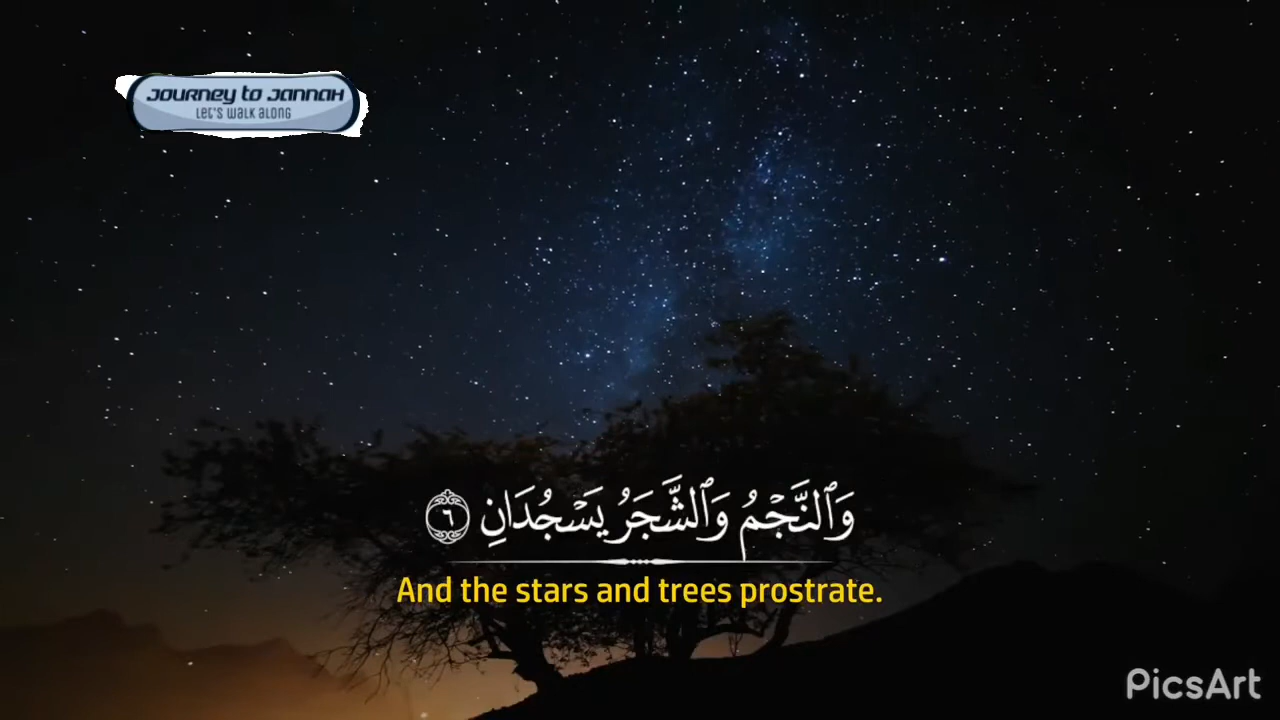 Journey to Jannah
Let's walk along
وَٱلنَّجْمُ وَٱلشَّجَرُ يَسْجُدَانِ ٦
And the stars and trees prostrate.
PicsArt